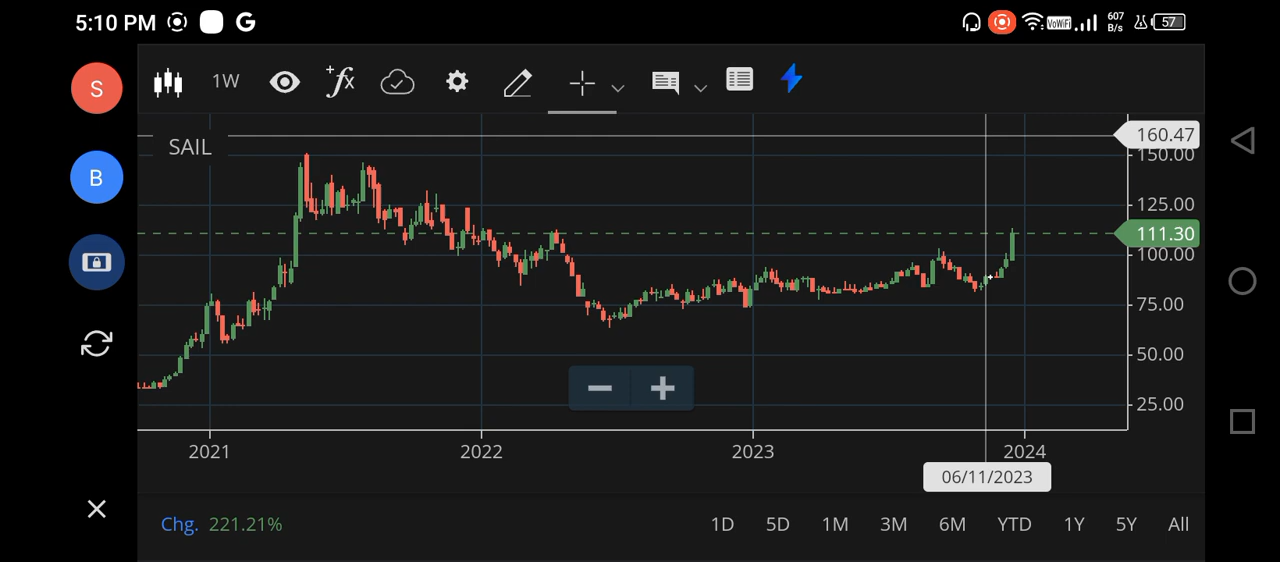 5:10 PM G VoWiFi 607 B/s 57
S
B
1W +fx
SAIL
160.47
150.00
125.00
111.30
100.00
75.00
50.00
25.00
2021 2022 2023 2024
06/11/2023
Chg. 221.21% 1D 5D 1M 3M 6M YTD 1Y 5Y All